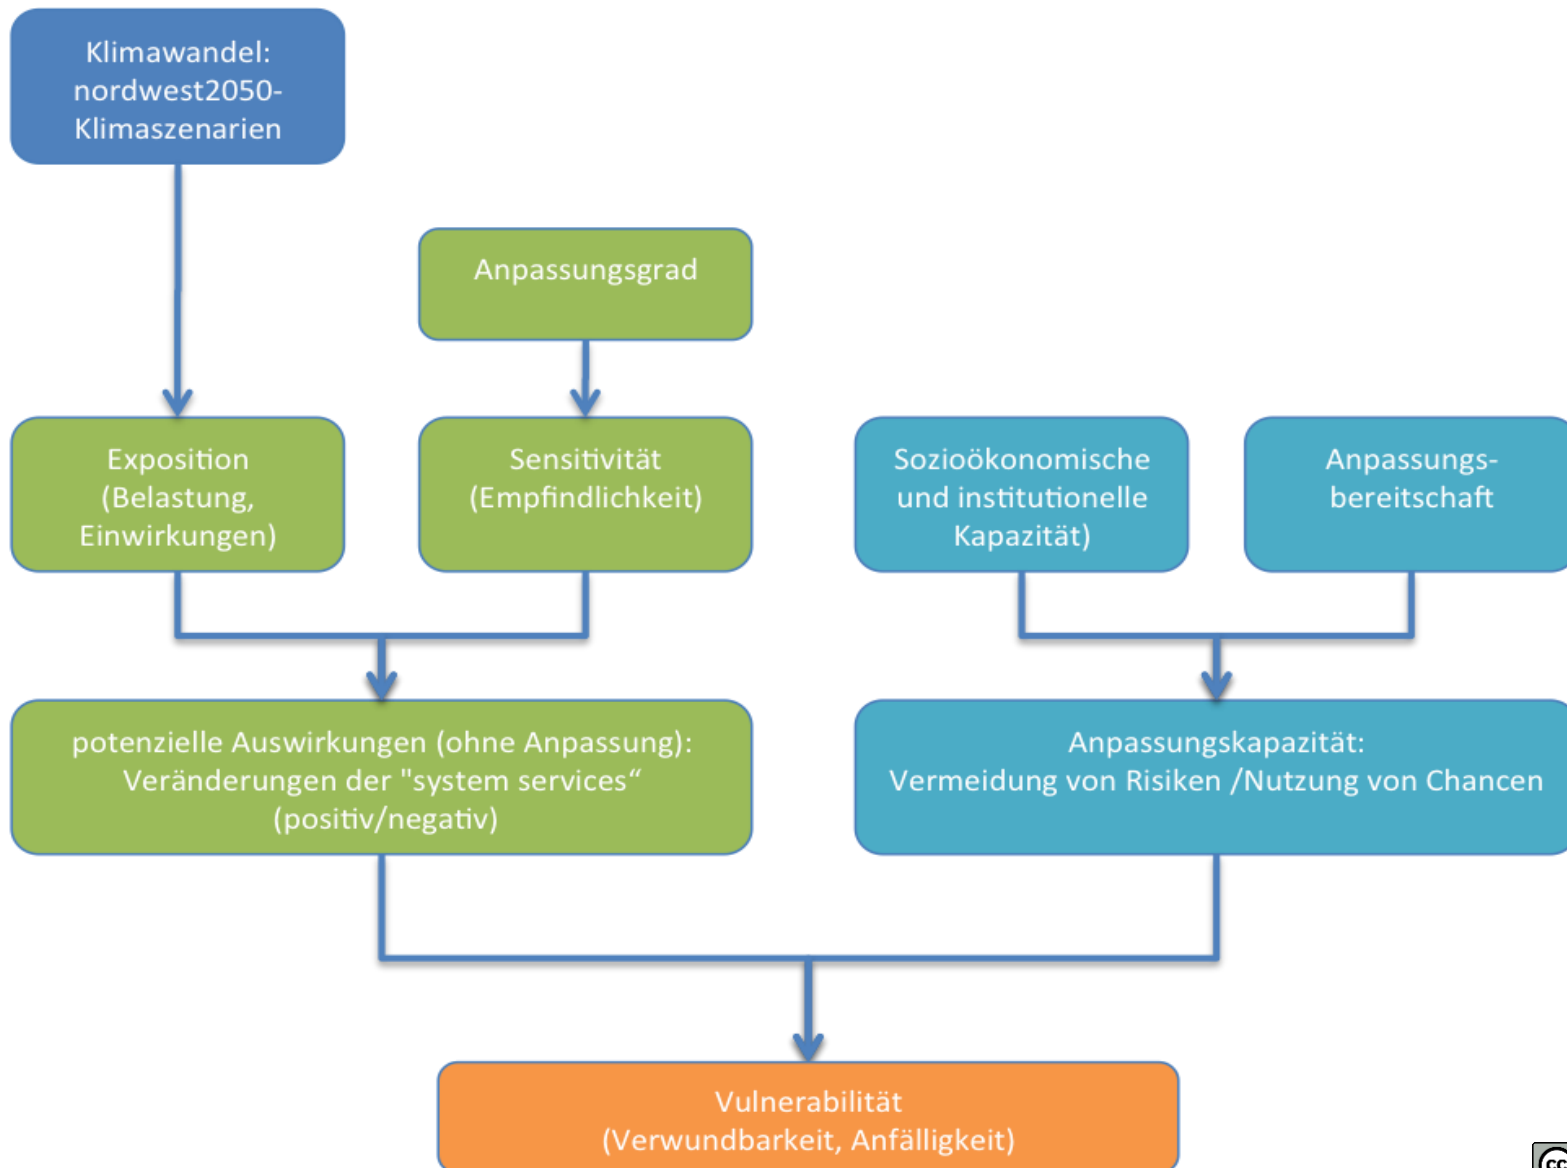 Klimawandel:
nordwest2050-
Klimaszenarien
Anpassungsgrad
Exposition
(Belastung,
Einwirkungen)
Sensitivität
(Empfindlichkeit)
Sozioökonomische
und institutionelle
Kapazität)
Anpassungs-
bereitschaft
potenzielle Auswirkungen (ohne Anpassung):
Veränderungen der "system services“
(positiv/negativ)
Anpassungskapazität:
Vermeidung von Risiken /Nutzung von Chancen
Vulnerabilität
(Verwundbarkeit, Anfälligkeit)
cc